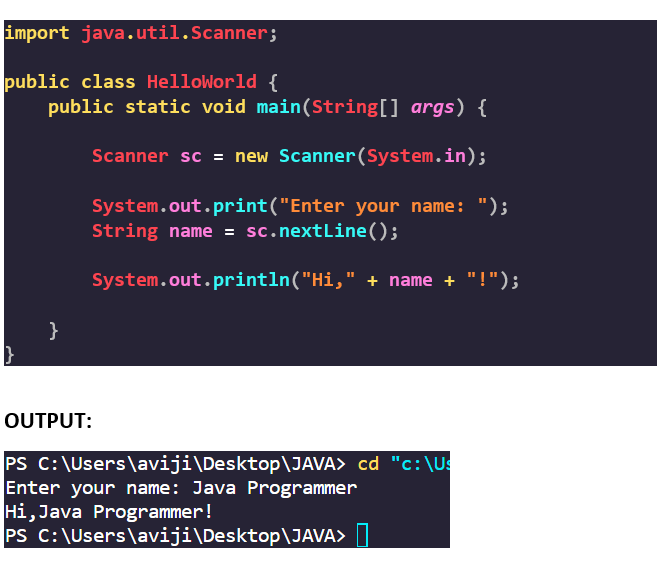 import java.util.Scanner;
public class HelloWorld {
public static void main(String[] args) {
Scanner sc = new Scanner(System.in);
System.out.print("Enter your name: ");
String name = sc.nextLine();
System.out.println("Hi," + name + "!");
}
}
OUTPUT:
PS C:\Users\aviji\Desktop\JAVA> cd "c:\Us
Enter your name: Java Programmer
Hi,Java Programmer!
PS C:\Users\aviji\Desktop\JAVA>